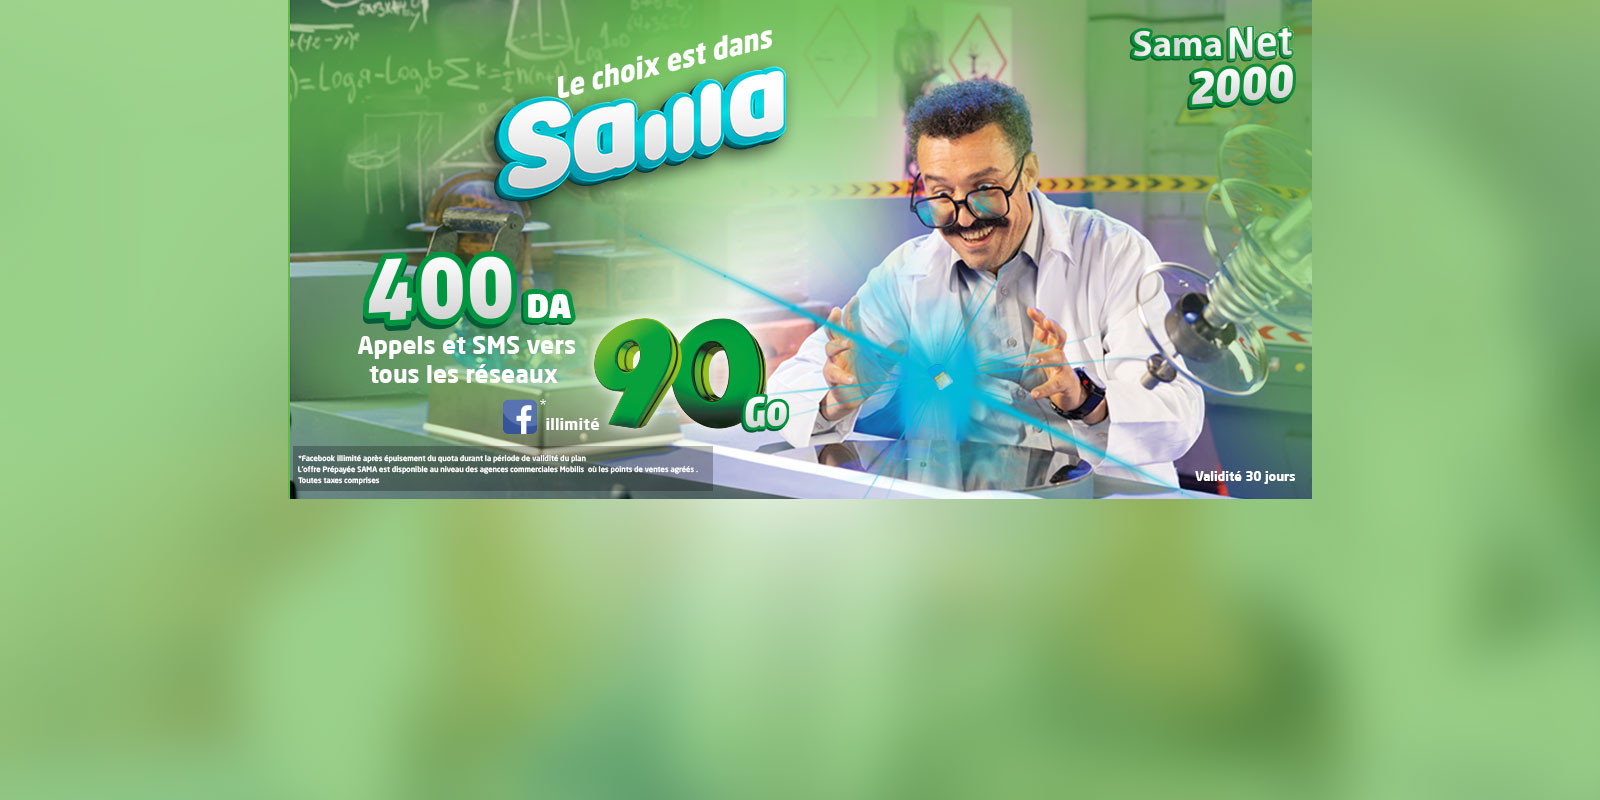 Le choix est dans
Sama
Sama Net
2000
400 DA
Appels et SMS vers
tous les réseaux
* illimité
90 Go
*Facebook illimité après épuisement du quota durant la période de validité du plan
L'offre Prépayée SAMA est disponible au niveau des agences commerciales Mobilis où les points de ventes agréés .
Toutes taxes comprises
Validité 30 jours